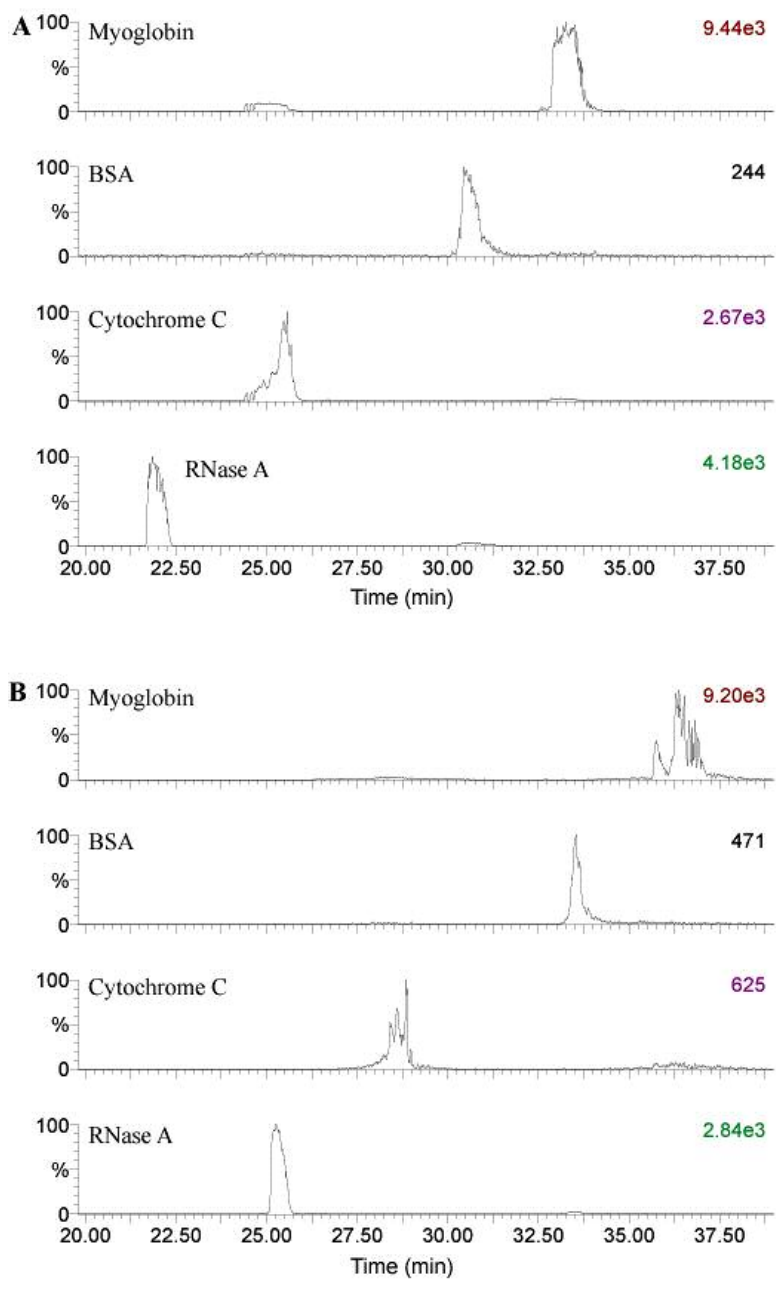 A 100 Myoglobin 9.44e3
%
0
100 BSA 244
%
0
100 Cytochrome C 2.67e3
%
0
100 RNase A 4.18e3
%
0
20.00 22.50 25.00 27.50 30.00 32.50 35.00 37.50
Time (min)
B 100 Myoglobin 9.20e3
%
0
100 BSA 471
%
0
100 Cytochrome C 625
%
0
100 RNase A 2.84e3
%
0
20.00 22.50 25.00 27.50 30.00 32.50 35.00 37.50
Time (min)